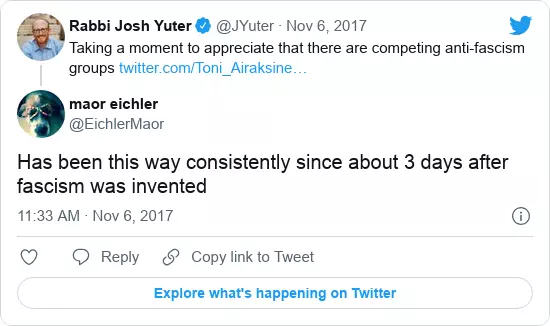 Rabbi Josh Yuter @JYuter · Nov 6, 2017
Taking a moment to appreciate that there are competing anti-fascism
groups twitter.com/Toni_Airaksine…
maor eichler
@EichlerMaor
Has been this way consistently since about 3 days after
fascism was invented
11:33 AM · Nov 6, 2017
Reply
Copy link to Tweet
Explore what's happening on Twitter